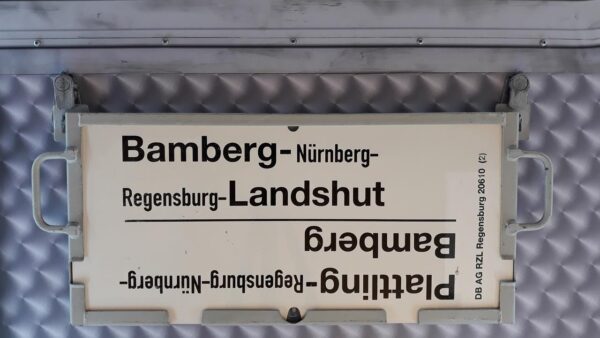 Bamberg-Nürnberg-
Regensburg-Landshut
Plattling-Regensburg-Nürnberg-
Bamberg
DB AG RZL Regensburg 20610 (2)